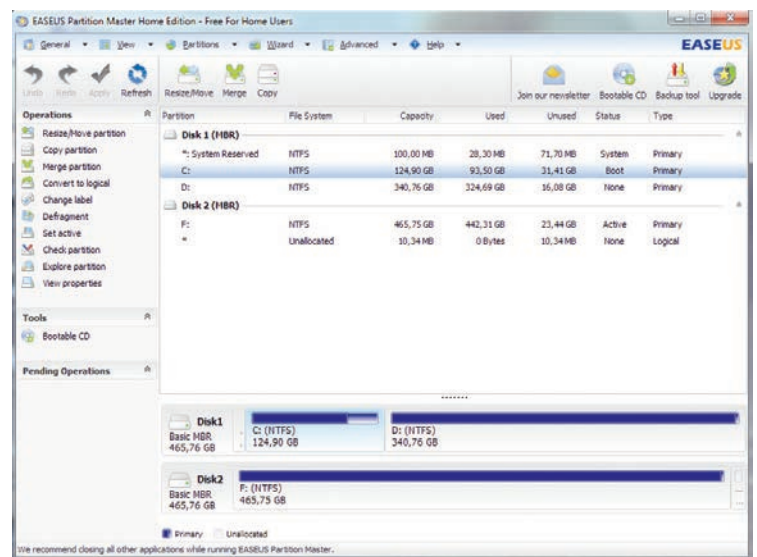 EASEUS Partition Master Home Edition - Free For Home Users
General View Partitions Wizard Advanced Help EASEUS
Undo Redo Apply Refresh Resize/Move Merge Copy Join our newsletter Bootable CD Backup tool Upgrade
Operations
Resize/Move partition
Copy partition
Merge partition
Convert to logical
Change label
Defragment
Set active
Check partition
Explore partition
View properties
Tools
Bootable CD
Pending Operations
Partition File System Capacity Used Unused Status Type
Disk 1 (MBR)
*: System Reserved NTFS 100,00 MB 28,30 MB 71,70 MB System Primary
C: NTFS 124,90 GB 93,50 GB 31,41 GB Boot Primary
D: NTFS 340,76 GB 324,69 GB 16,08 GB None Primary
Disk 2 (MBR)
F: NTFS 465,75 GB 442,31 GB 23,44 GB Active Primary
* Unallocated 10,34 MB 0 Bytes 10,34 MB None Logical
Disk1
Basic MBR
465,76 GB
C: (NTFS)
124,90 GB
D: (NTFS)
340,76 GB
Disk2
Basic MBR
465,76 GB
F: (NTFS)
465,75 GB
Primary Unallocated
We recommend closing all other applications while running EASEUS Partition Master.